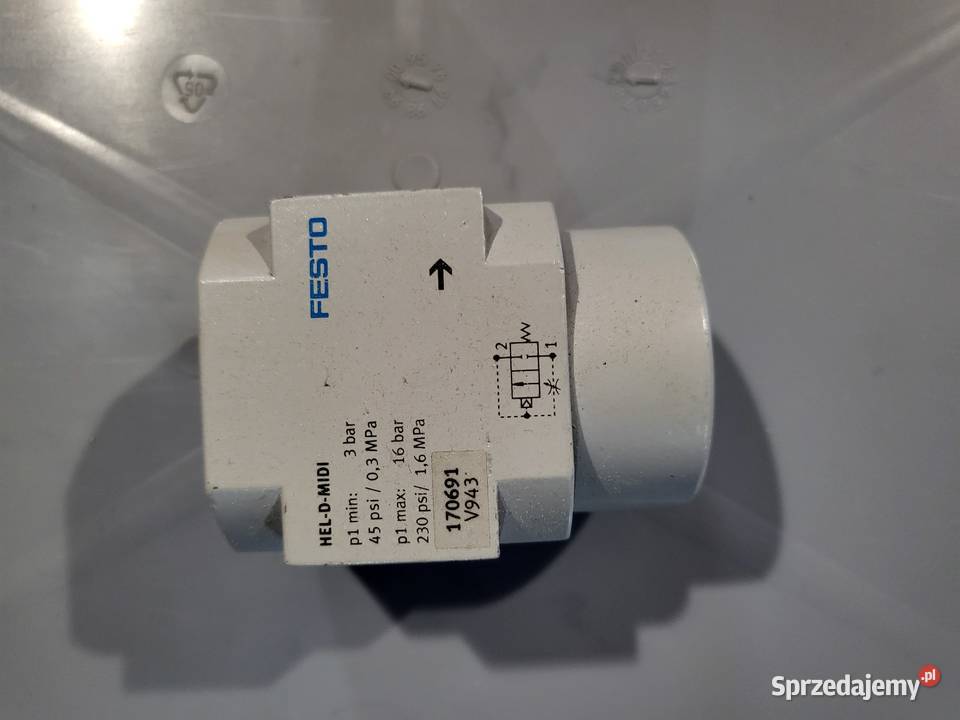 FESTO
2 1
HEL-D-MIDI
p1 min: 3 bar
45 psi / 0,3 MPa
p1 max: 16 bar
230 psi/ 1,6 MPa
170691
V943
05
Sprzedajemy.pl